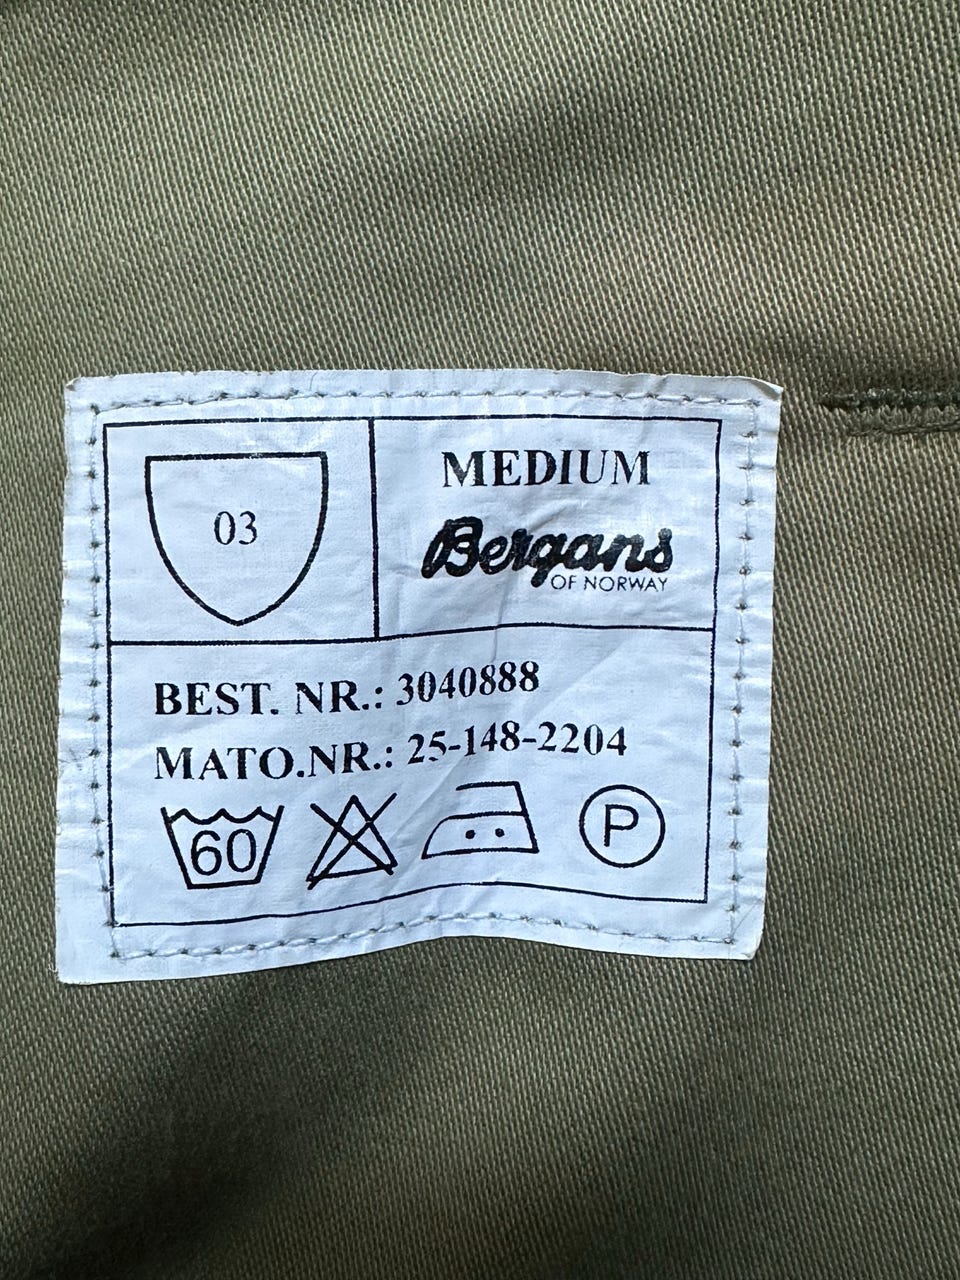 03
MEDIUM
Bergans
OF NORWAY
BEST. NR.: 3040888
MATO.NR.: 25-148-2204
60
P